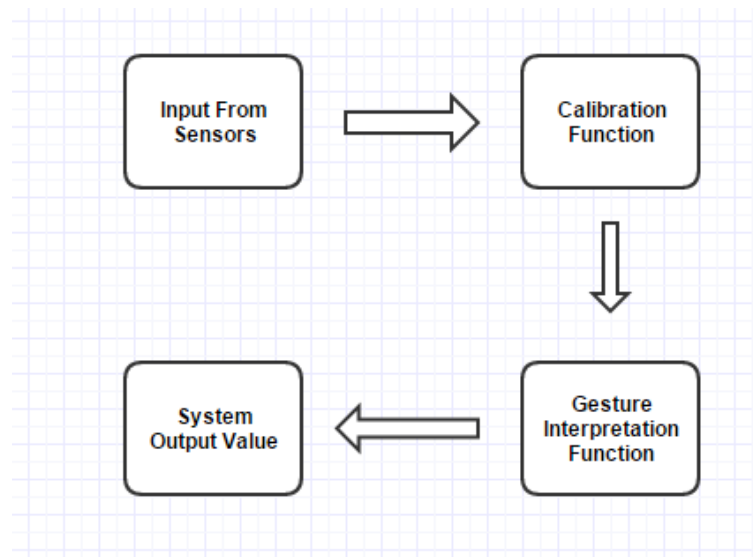 Input From
Sensors
Calibration
Function
System
Output Value
Gesture
Interpretation
Function